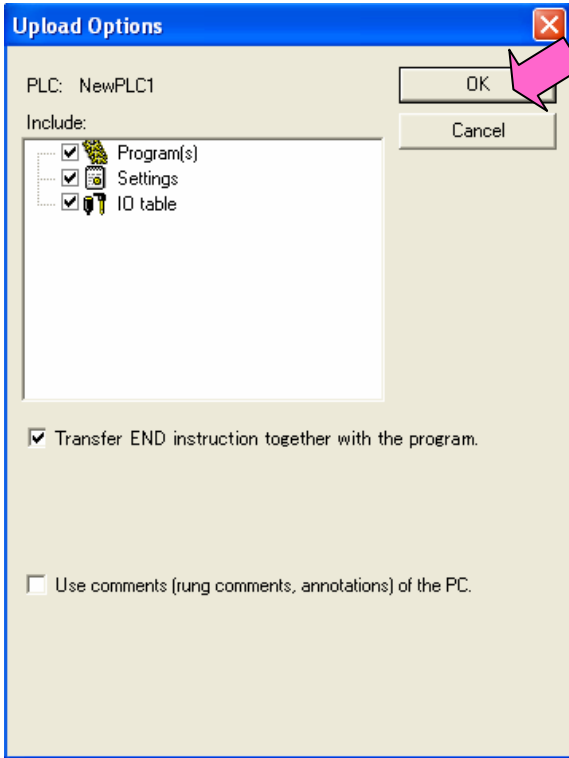 Upload Options
PLC: NewPLC1
OK
Include:
Cancel
Program(s)
Settings
IO table
Transfer END instruction together with the program.
Use comments (rung comments, annotations) of the PC.